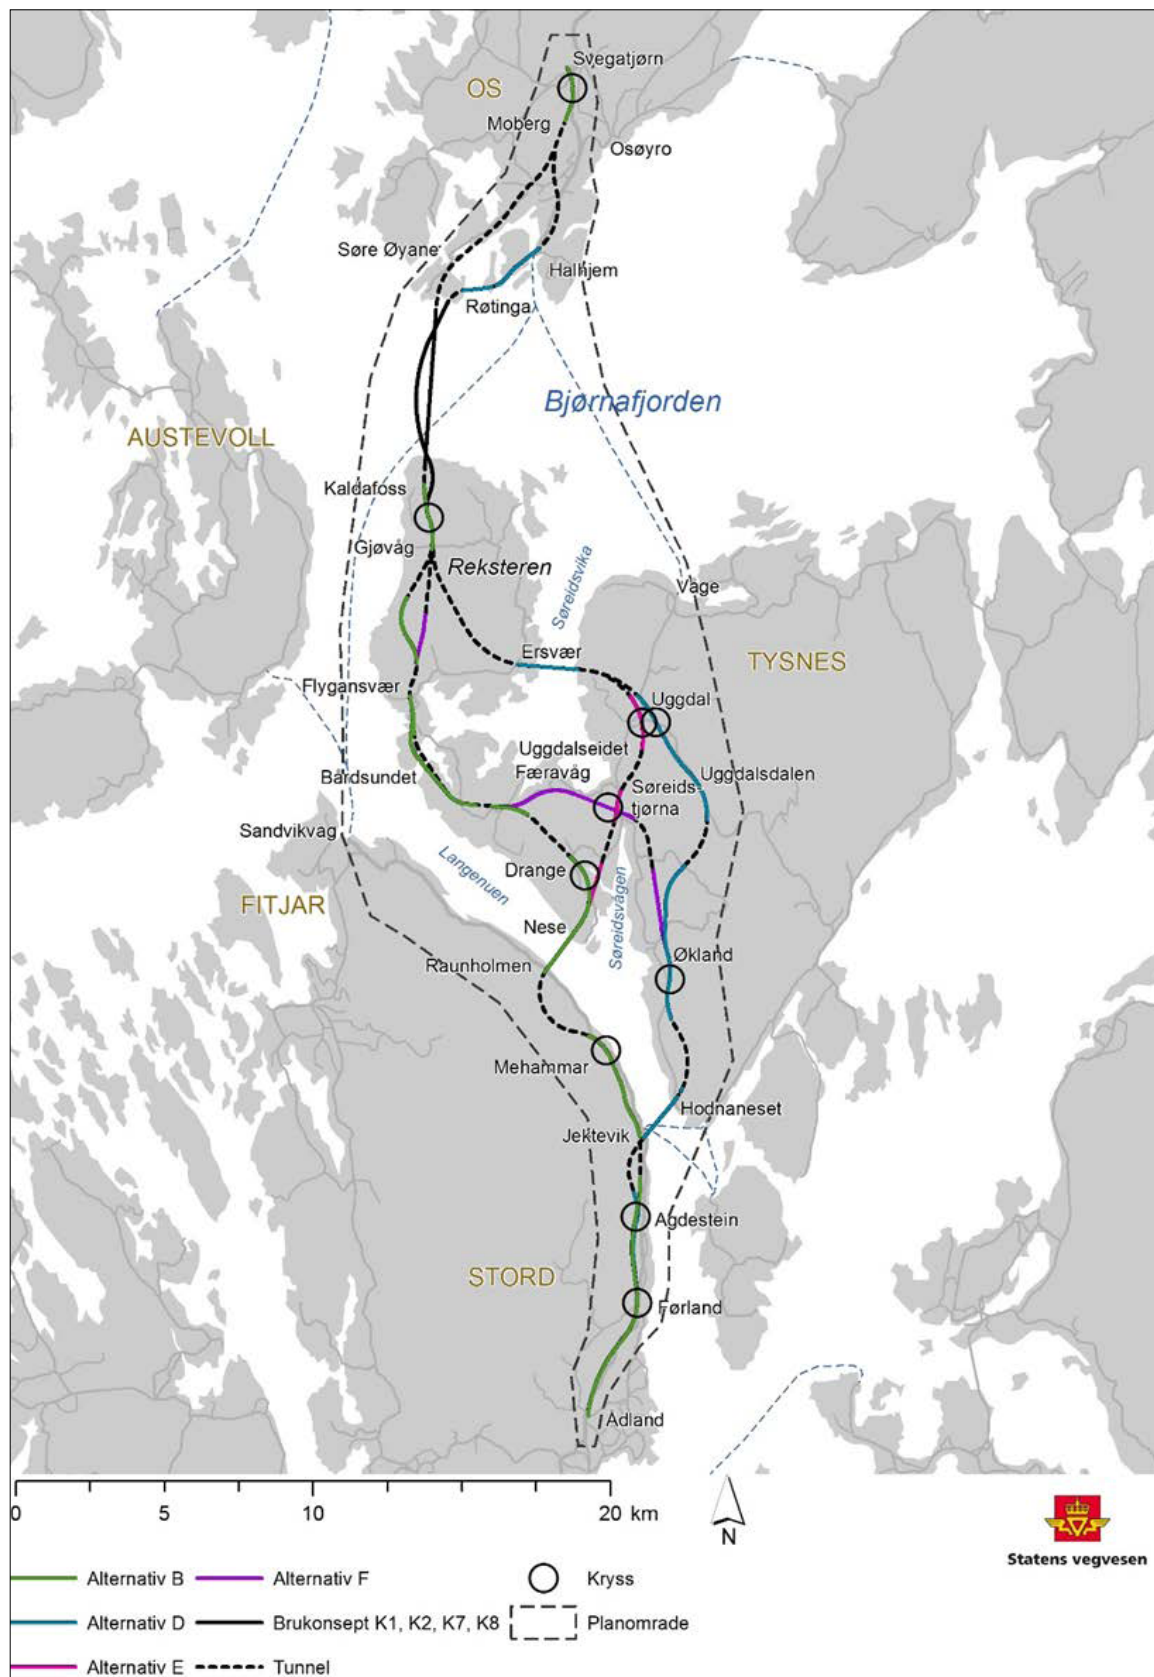 Svegatjørn
OS
Moberg
Osøyro
Søre Øyane
Halhjem
Røtinga
Bjørnafjorden
AUSTEVOLL
Kaldafoss
Gjøvåg
Reksteren
Søreidsvika
Våge
Ersvær
TYSNES
Flygansvær
Uggdal
Uggdalseidet
Færavåg
Uggdalsdalen
Bårdsundet
Søreids-
tjørna
Sandvikvåg
Langenuen
Drange
FITJAR
Søreidsvågen
Nese
Økland
Raunholmen
Mehammar
Hodnaneset
Jektevik
Agdestein
STORD
Førland
Ådland
0 5 10 20 km
N
Statens vegvesen
Alternativ B Alternativ F Kryss
Alternativ D Brukonsept K1, K2, K7, K8 Planområde
Alternativ E Tunnel